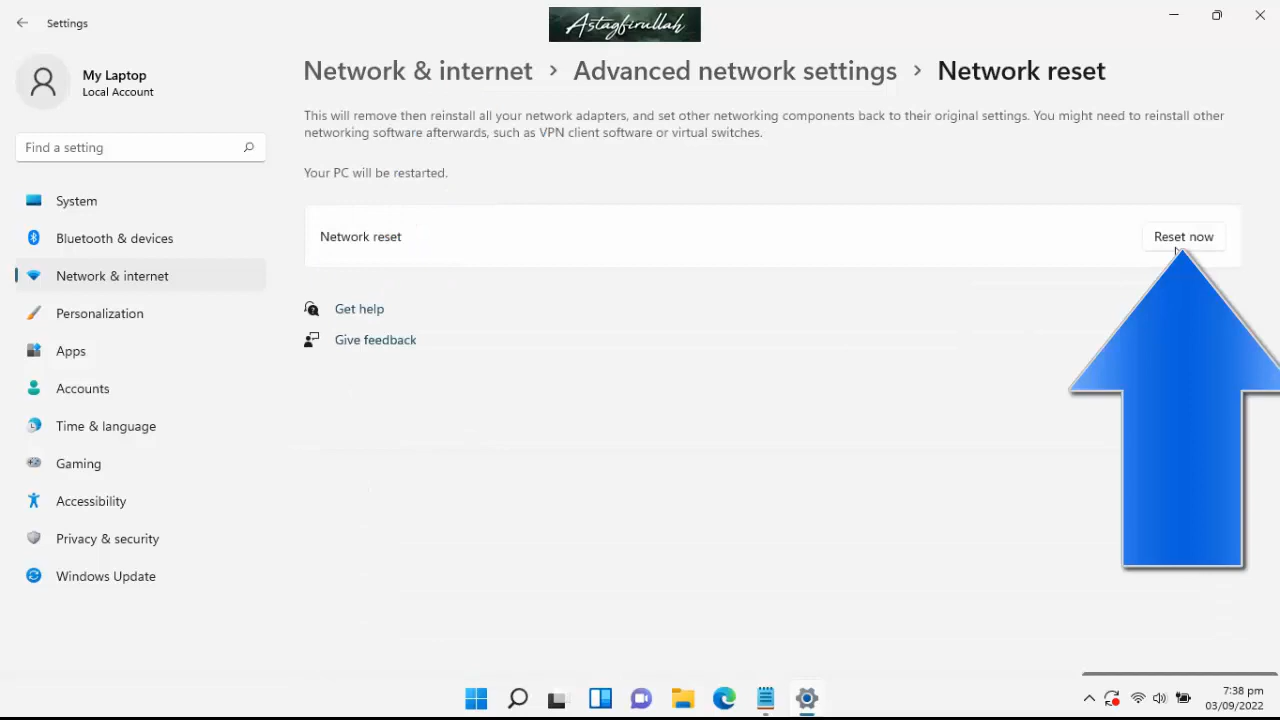 Settings
Astagfirullah
My Laptop
Local Account
Find a setting
System
Bluetooth & devices
Network & internet
Personalization
Apps
Accounts
Time & language
Gaming
Accessibility
Privacy & security
Windows Update
Network & internet > Advanced network settings > Network reset
This will remove then reinstall all your network adapters, and set other networking components back to their original settings. You might need to reinstall other
networking software afterwards, such as VPN client software or virtual switches.
Your PC will be restarted.
Network reset
Reset now
Get help
Give feedback
7:38 pm
03/09/2022